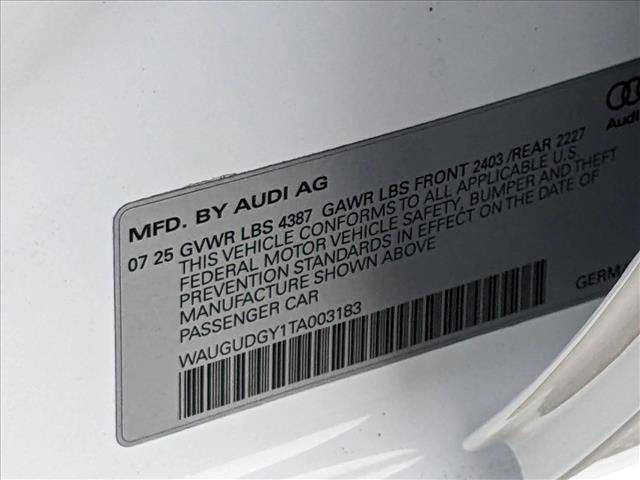 Audi
MFD. BY AUDI AG
07 25 GVWR LBS 4387 GAWR LBS FRONT 2403 /REAR 2227
THIS VEHICLE CONFORMS TO ALL APPLICABLE U.S.
FEDERAL MOTOR VEHICLE SAFETY, BUMPER AND THEFT
PREVENTION STANDARDS IN EFFECT ON THE DATE OF
MANUFACTURE SHOWN ABOVE
PASSENGER CAR
GERMA
WAUGUDGY1TA003183